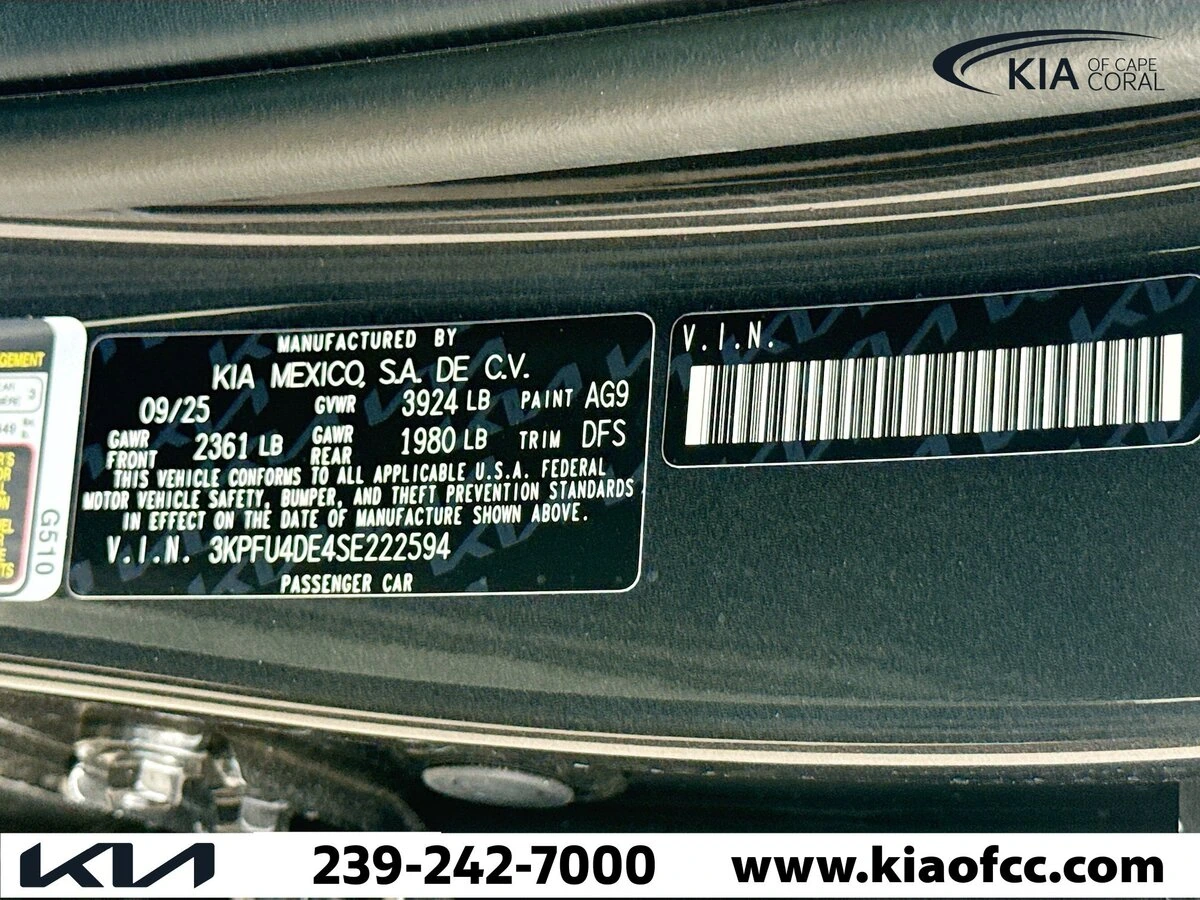 KIA OF CAPE CORAL
MANUFACTURED BY
KIA MEXICO, S.A. DE C.V.
09/25 GVWR 3924 LB PAINT AG9
GAWR FRONT 2361 LB GAWR REAR 1980 LB TRIM DFS
THIS VEHICLE CONFORMS TO ALL APPLICABLE U.S.A. FEDERAL
MOTOR VEHICLE SAFETY, BUMPER, AND THEFT PREVENTION STANDARDS
IN EFFECT ON THE DATE OF MANUFACTURE SHOWN ABOVE.
V.I.N. 3KPFU4DE4SE222594
PASSENGER CAR
V.I.N.
G510
KIA 239-242-7000 www.kiaofcc.com